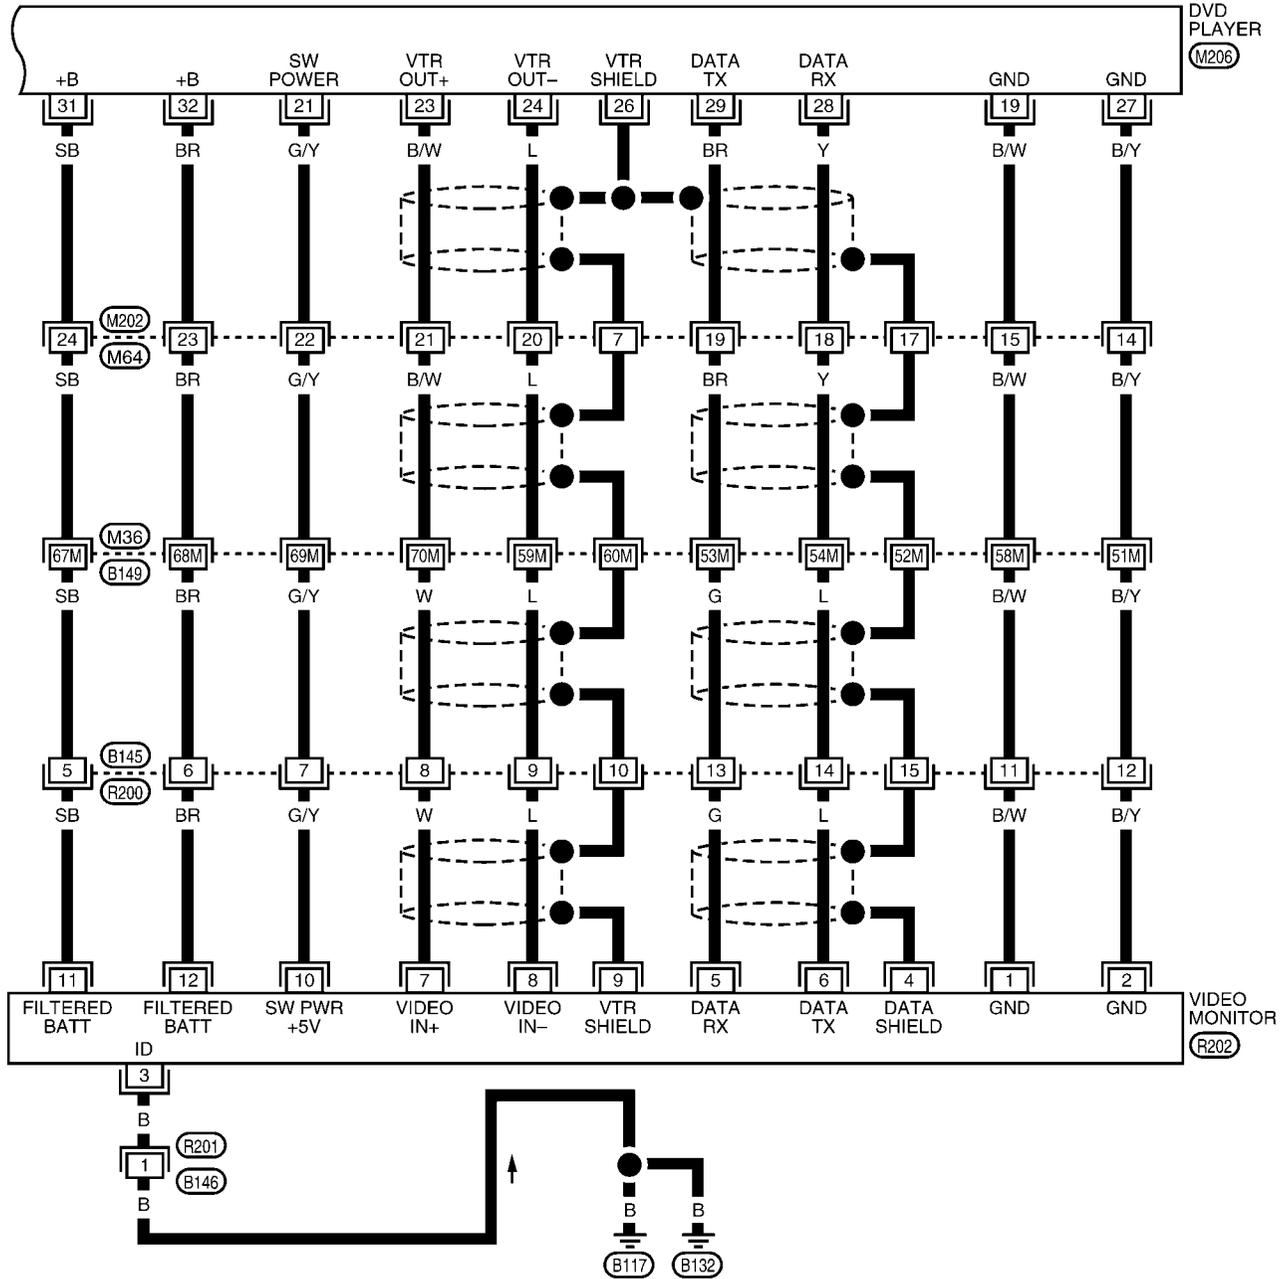 DVD
PLAYER
M206
+B +B SW POWER VTR OUT+ VTR OUT− VTR SHIELD DATA TX DATA RX GND GND
31 32 21 23 24 26 29 28 19 27
SB BR G/Y B/W L BR Y B/W B/Y
M202
24 23 22 21 20 7 19 18 17 15 14
M64
SB BR G/Y B/W L BR Y B/W B/Y
M36
67M 68M 69M 70M 59M 60M 53M 54M 52M 58M 51M
B149
SB BR G/Y W L G L B/W B/Y
B145
5 6 7 8 9 10 13 14 15 11 12
R200
SB BR G/Y W L G L B/W B/Y
11 12 10 7 8 9 5 6 4 1 2
FILTERED BATT FILTERED BATT SW PWR +5V VIDEO IN+ VIDEO IN− VTR SHIELD DATA RX DATA TX DATA SHIELD GND GND
VIDEO
MONITOR
R202
ID
3
B
R201
1
B146
B
B B
B117 B132